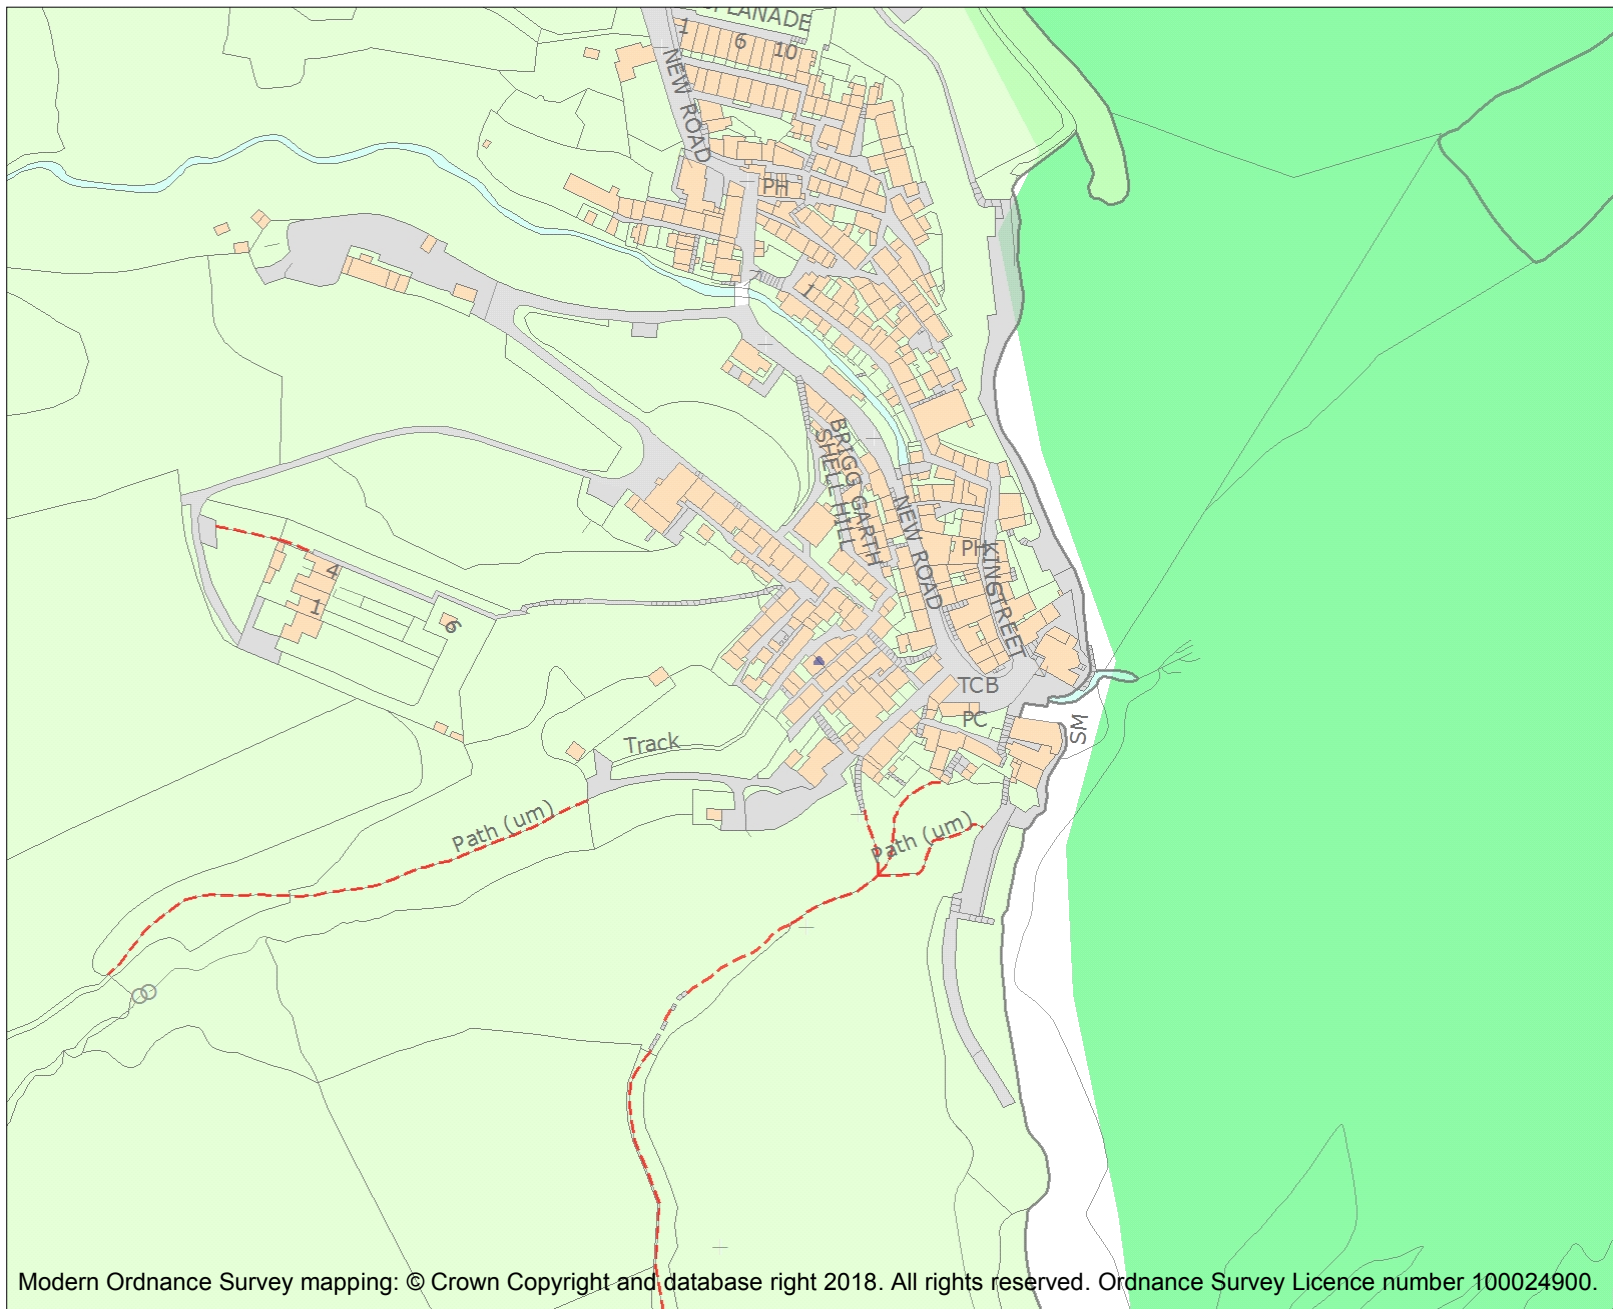 ESPLANADE
1
6
10
NEW ROAD
PH
1
BRIGG GARTH
SHELL HILL
NEW ROAD
PH
KINGSTREET
4
1
6
TCB
PC
SM
Track
Path (um)
Path (um)
Modern Ordnance Survey mapping: © Crown Copyright and database right 2018. All rights reserved. Ordnance Survey Licence number 100024900.